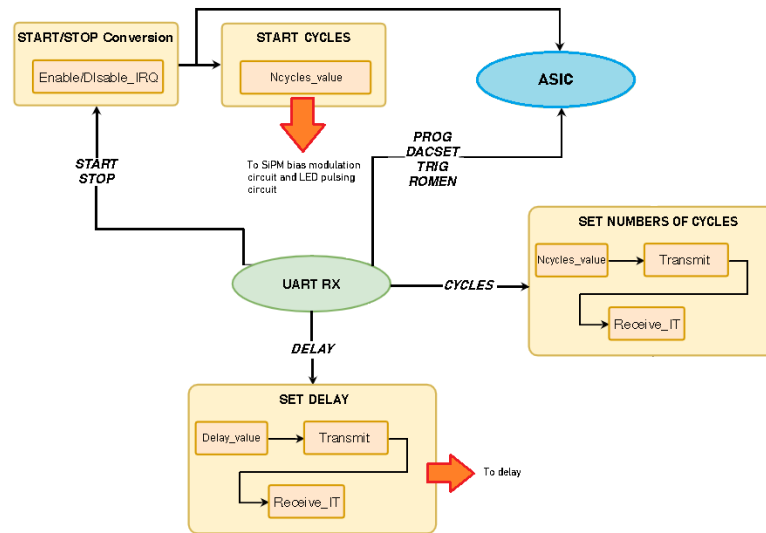 START/STOP Conversion
Enable/DIsable_IRQ
START CYCLES
Ncycles_value
ASIC
To SiPM bias modulation
circuit and LED pulsing
circuit
START
STOP
PROG
DACSET
TRIG
ROMEN
SET NUMBERS OF CYCLES
Ncycles_value
Transmit
Receive_IT
UART RX
CYCLES
DELAY
SET DELAY
Delay_value
Transmit
Receive_IT
To delay